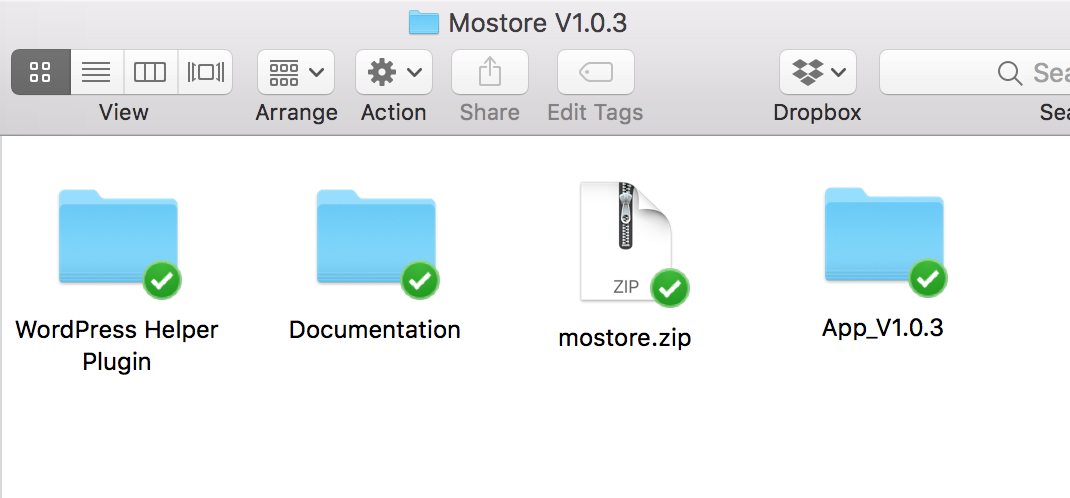 Mostore V1.0.3
View
Arrange
Action
Share
Edit Tags
Dropbox
Sea
Sea
WordPress Helper
Plugin
Documentation
ZIP
mostore.zip
App_V1.0.3